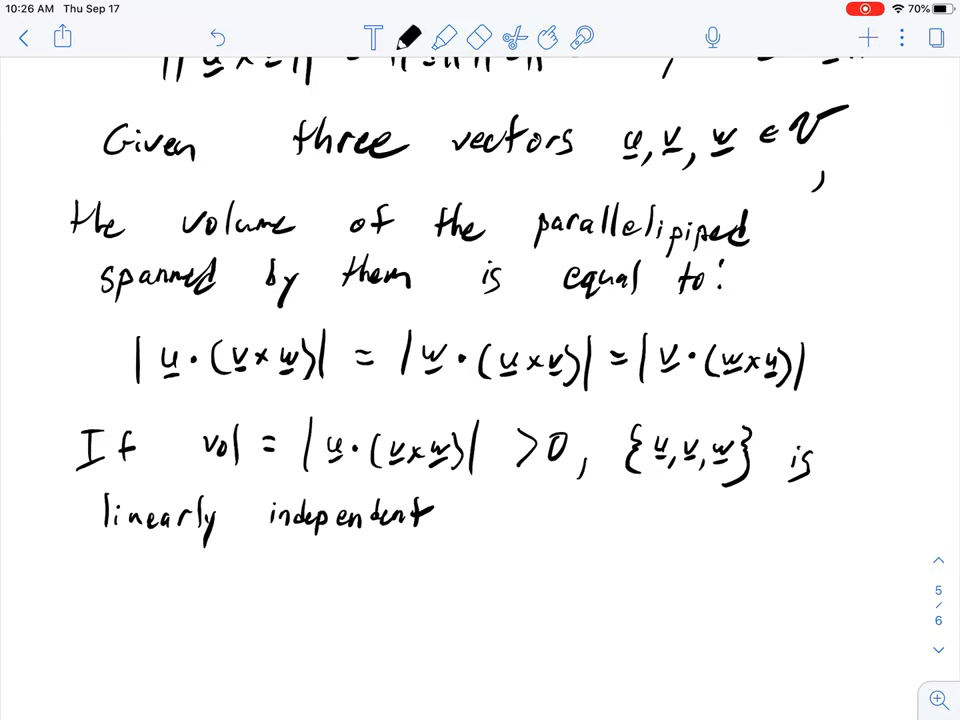 10:26 AM Thu Sep 17
70%
Given three vectors u, v, w ∈ V,
the volume of the parallelipiped
spanned by them is equal to:
|u · (v × w)| = |w · (u × v)| = |v · (w × u)|
If vol = |u · (v × w)| > 0, {u, v, w} is
linearly independent
5
/
6